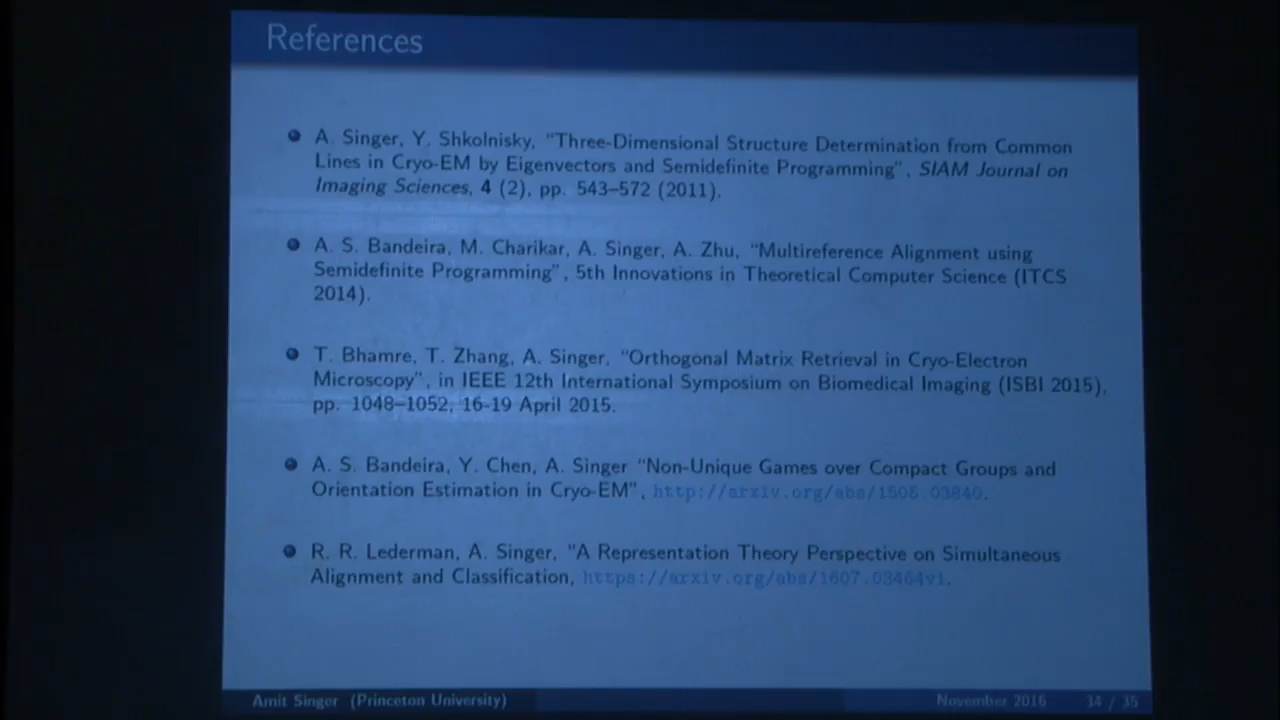 References
A. Singer, Y. Shkolnisky, “Three-Dimensional Structure Determination from Common
Lines in Cryo-EM by Eigenvectors and Semidefinite Programming”, SIAM Journal on
Imaging Sciences, 4 (2), pp. 543–572 (2011).
A. S. Bandeira, M. Charikar, A. Singer, A. Zhu, “Multireference Alignment using
Semidefinite Programming”, 5th Innovations in Theoretical Computer Science (ITCS
2014).
T. Bhamre, T. Zhang, A. Singer, “Orthogonal Matrix Retrieval in Cryo-Electron
Microscopy”, in IEEE 12th International Symposium on Biomedical Imaging (ISBI 2015),
pp. 1048–1052, 16-19 April 2015.
A. S. Bandeira, Y. Chen, A. Singer “Non-Unique Games over Compact Groups and
Orientation Estimation in Cryo-EM”, http://arxiv.org/abs/1505.03840.
R. R. Lederman, A. Singer, “A Representation Theory Perspective on Simultaneous
Alignment and Classification, https://arxiv.org/abs/1607.03464v1.
Amit Singer (Princeton University) November 2016 34 / 35